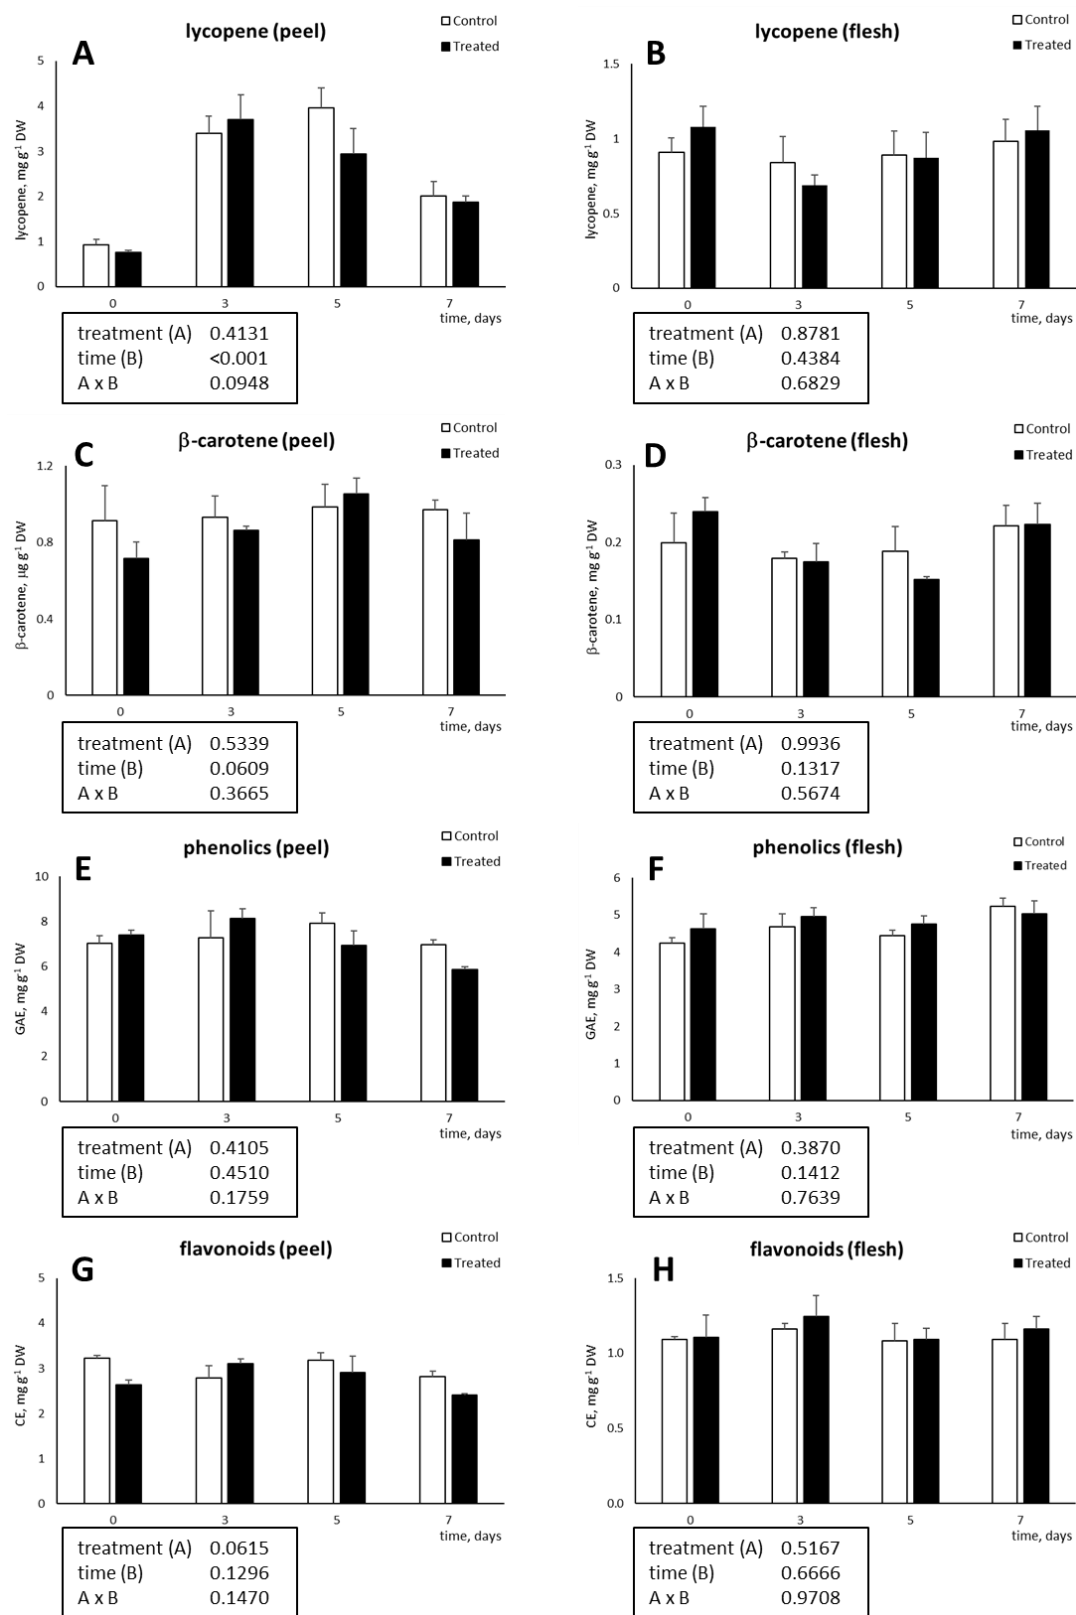 A
lycopene (peel)
Control
Treated
lycopene, mg g⁻¹ DW
5
4
3
2
1
0
0 3 5 7
time, days
treatment (A) 0.4131
time (B) <0.001
A x B 0.0948
B
lycopene (flesh)
Control
Treated
lycopene, mg g⁻¹ DW
1.5
1
0.5
0
0 3 5 7
time, days
treatment (A) 0.8781
time (B) 0.4384
A x B 0.6829
C
β-carotene (peel)
Control
Treated
β-carotene, µg g⁻¹ DW
1.2
0.8
0.4
0
0 3 5 7
time, days
treatment (A) 0.5339
time (B) 0.0609
A x B 0.3665
D
β-carotene (flesh)
Control
Treated
β-carotene, mg g⁻¹ DW
0.3
0.2
0.1
0
0 3 5 7
time, days
treatment (A) 0.9936
time (B) 0.1317
A x B 0.5674
E
phenolics (peel)
Control
Treated
GAE, mg g⁻¹ DW
10
8
6
4
2
0
0 3 5 7
time, days
treatment (A) 0.4105
time (B) 0.4510
A x B 0.1759
F
phenolics (flesh)
Control
Treated
GAE, mg g⁻¹ DW
6
5
4
3
2
1
0
0 3 5 7
time, days
treatment (A) 0.3870
time (B) 0.1412
A x B 0.7639
G
flavonoids (peel)
Control
Treated
CE, mg g⁻¹ DW
5
4
3
2
1
0
0 3 5 7
time, days
treatment (A) 0.0615
time (B) 0.1296
A x B 0.1470
H
flavonoids (flesh)
Control
Treated
CE, mg g⁻¹ DW
1.5
1.0
0.5
0.0
0 3 5 7
time, days
treatment (A) 0.5167
time (B) 0.6666
A x B 0.9708